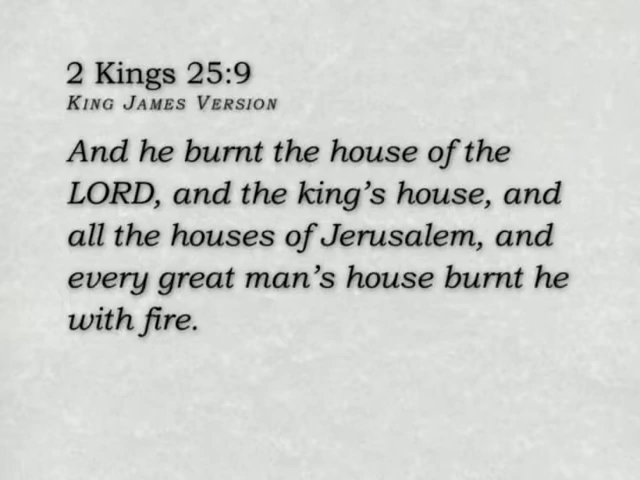 2 Kings 25:9
King James Version
And he burnt the house of the
LORD, and the king’s house, and
all the houses of Jerusalem, and
every great man’s house burnt he
with fire.